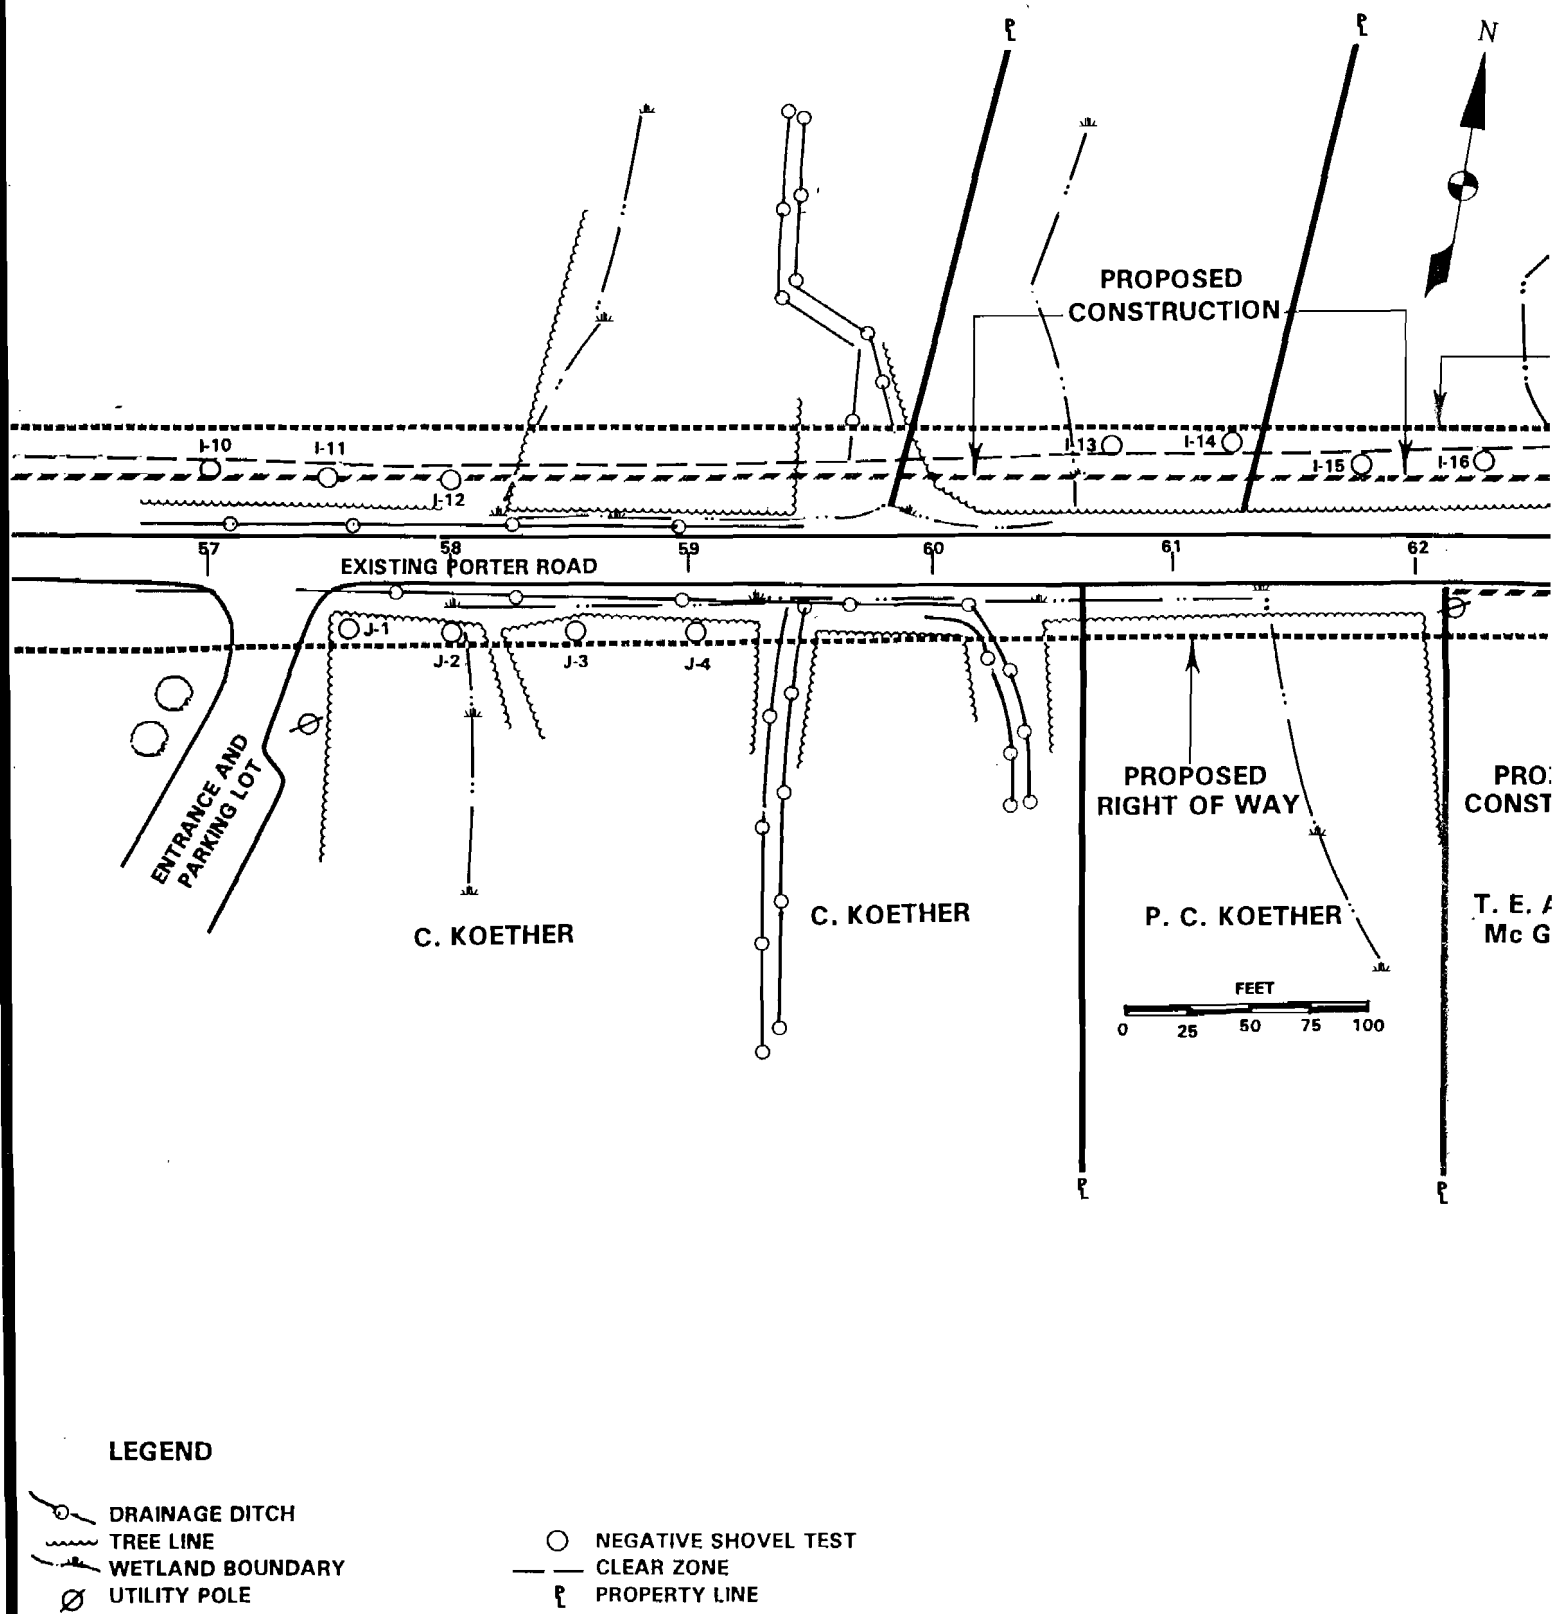 N
PROPOSED
CONSTRUCTION
I-10
I-11
I-12
I-13
I-14
I-15
I-16
57
58
59
60
61
62
EXISTING PORTER ROAD
J-1
J-2
J-3
J-4
ENTRANCE AND
PARKING LOT
PROPOSED
RIGHT OF WAY
CONST
C. KOETHER
C. KOETHER
P. C. KOETHER
T. E. A
Mc G
FEET
0 25 50 75 100
LEGEND
DRAINAGE DITCH
TREE LINE
WETLAND BOUNDARY
UTILITY POLE
NEGATIVE SHOVEL TEST
CLEAR ZONE
PROPERTY LINE